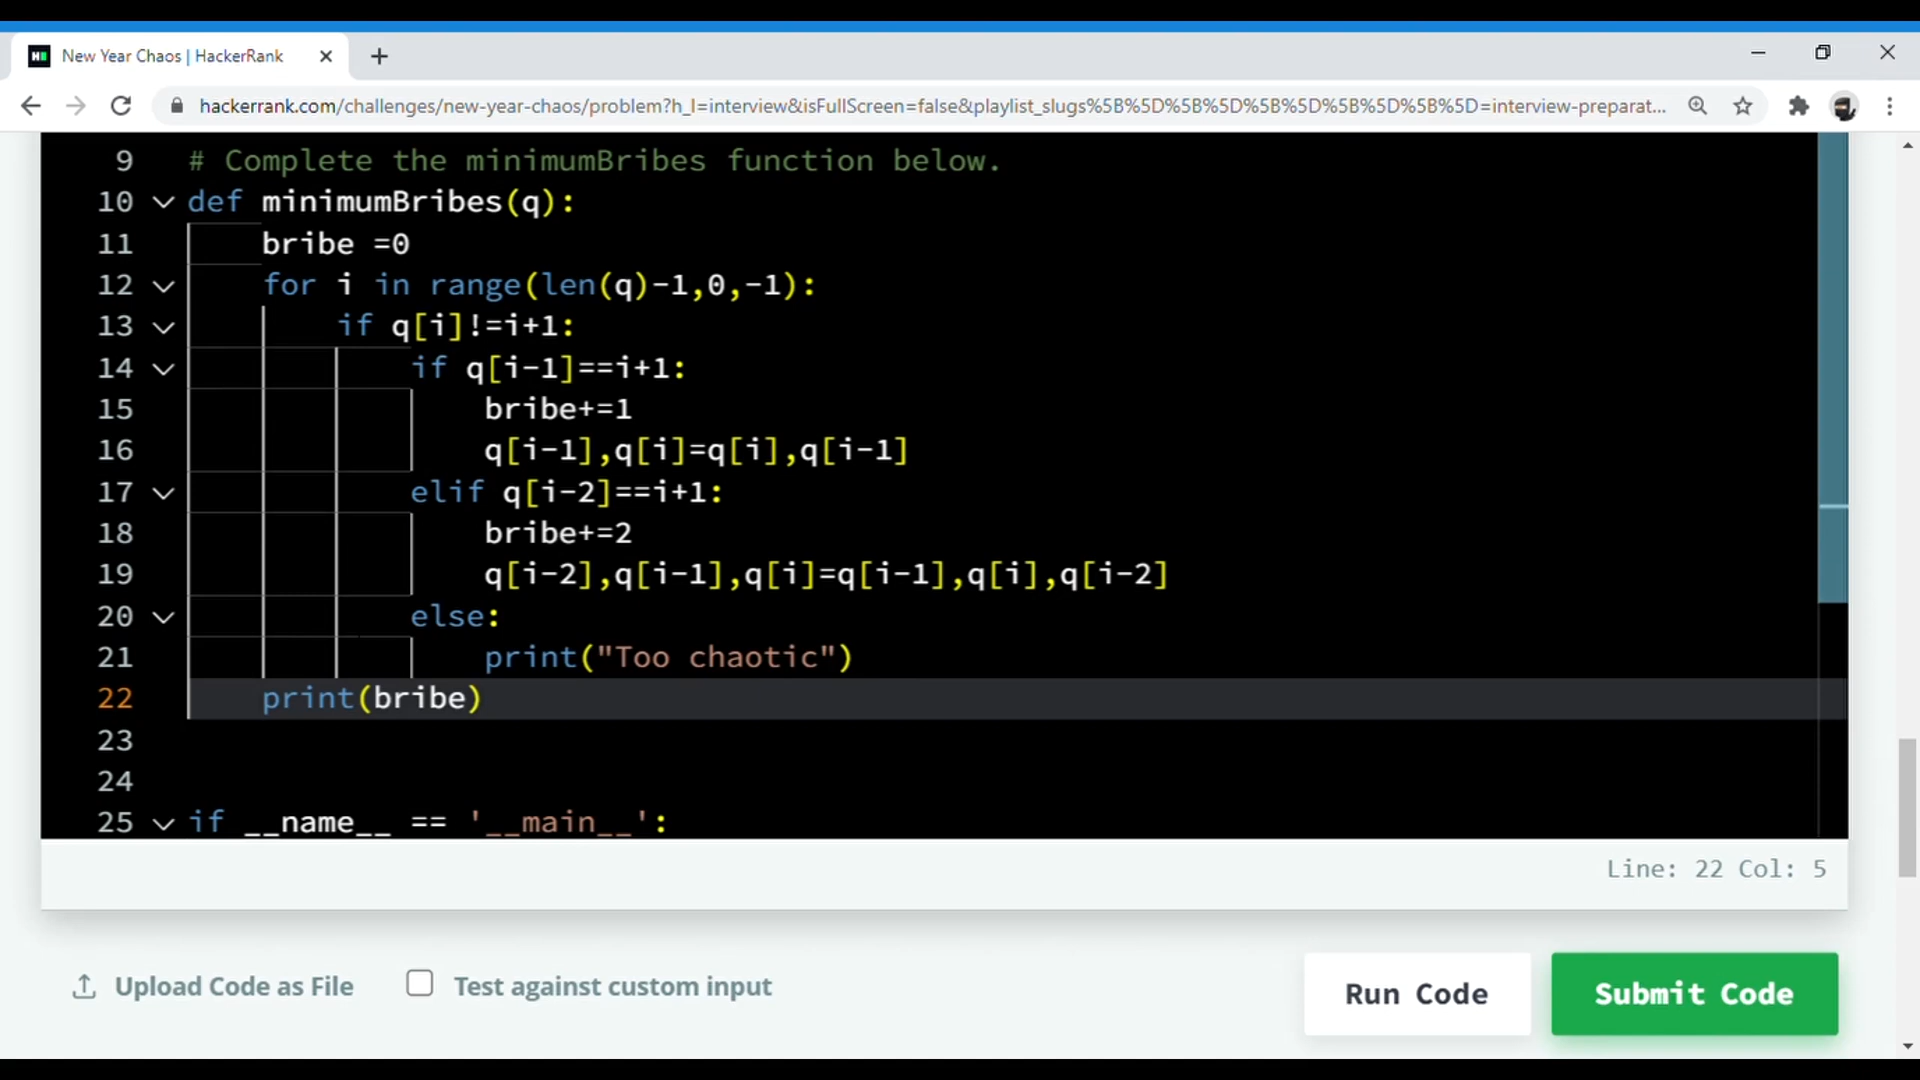 New Year Chaos | HackerRank
hackerrank.com/challenges/new-year-chaos/problem?h_l=interview&isFullScreen=false&playlist_slugs%5B%5D%5B%5D%5B%5D%5B%5D%5B%5D%5B%5D=interview-preparat...
9 # Complete the minimumBribes function below.
10 def minimumBribes(q):
11 bribe =0
12 for i in range(len(q)-1,0,-1):
13 if q[i]!=i+1:
14 if q[i-1]==i+1:
15 bribe+=1
16 q[i-1],q[i]=q[i],q[i-1]
17 elif q[i-2]==i+1:
18 bribe+=2
19 q[i-2],q[i-1],q[i]=q[i-1],q[i],q[i-2]
20 else:
21 print("Too chaotic")
22 print(bribe)
23
24
25 if __name__ == '__main__':
Line: 22 Col: 5
Upload Code as File
Test against custom input
Run Code
Submit Code